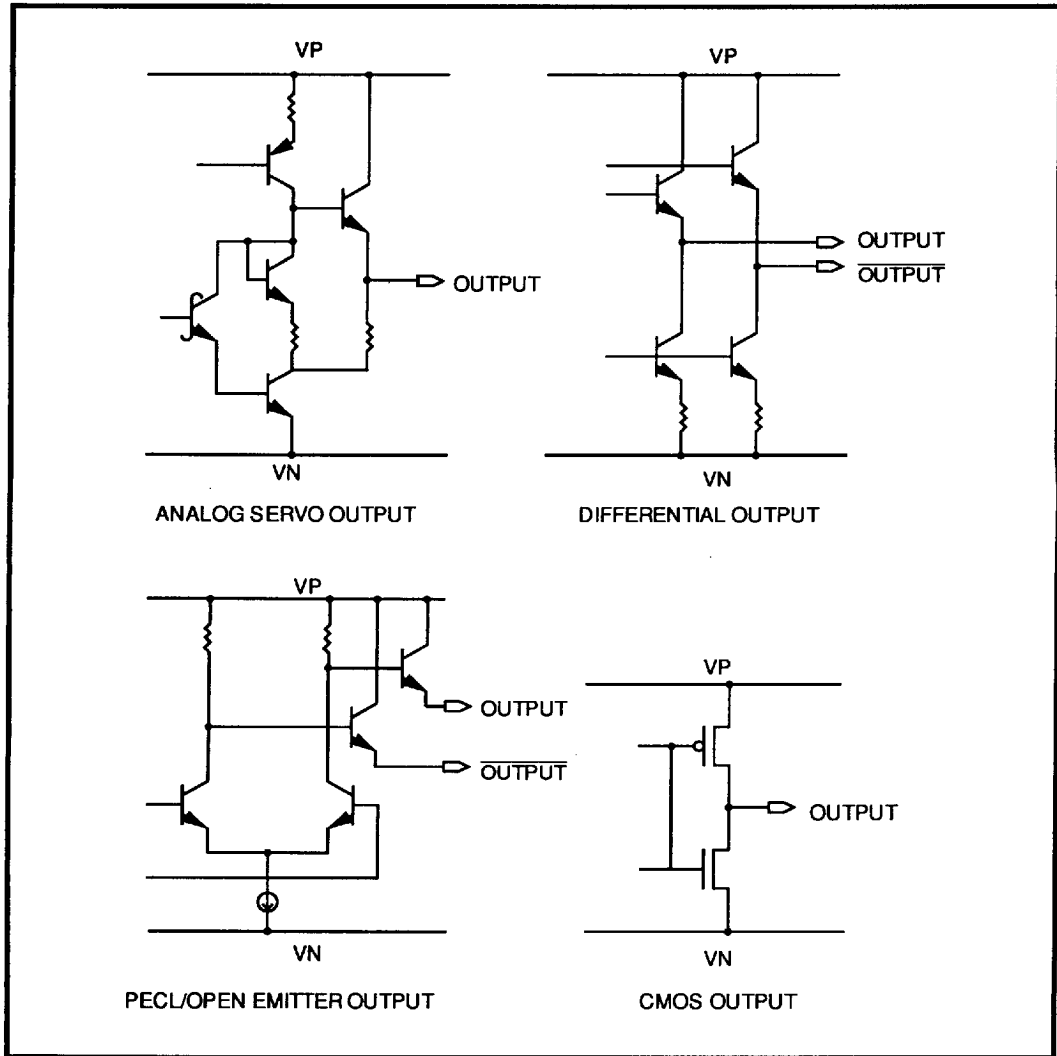 VP
OUTPUT
VN
ANALOG SERVO OUTPUT
VP
OUTPUT
OUTPUT
VN
DIFFERENTIAL OUTPUT
VP
OUTPUT
OUTPUT
VN
PECL/OPEN EMITTER OUTPUT
VP
OUTPUT
VN
CMOS OUTPUT